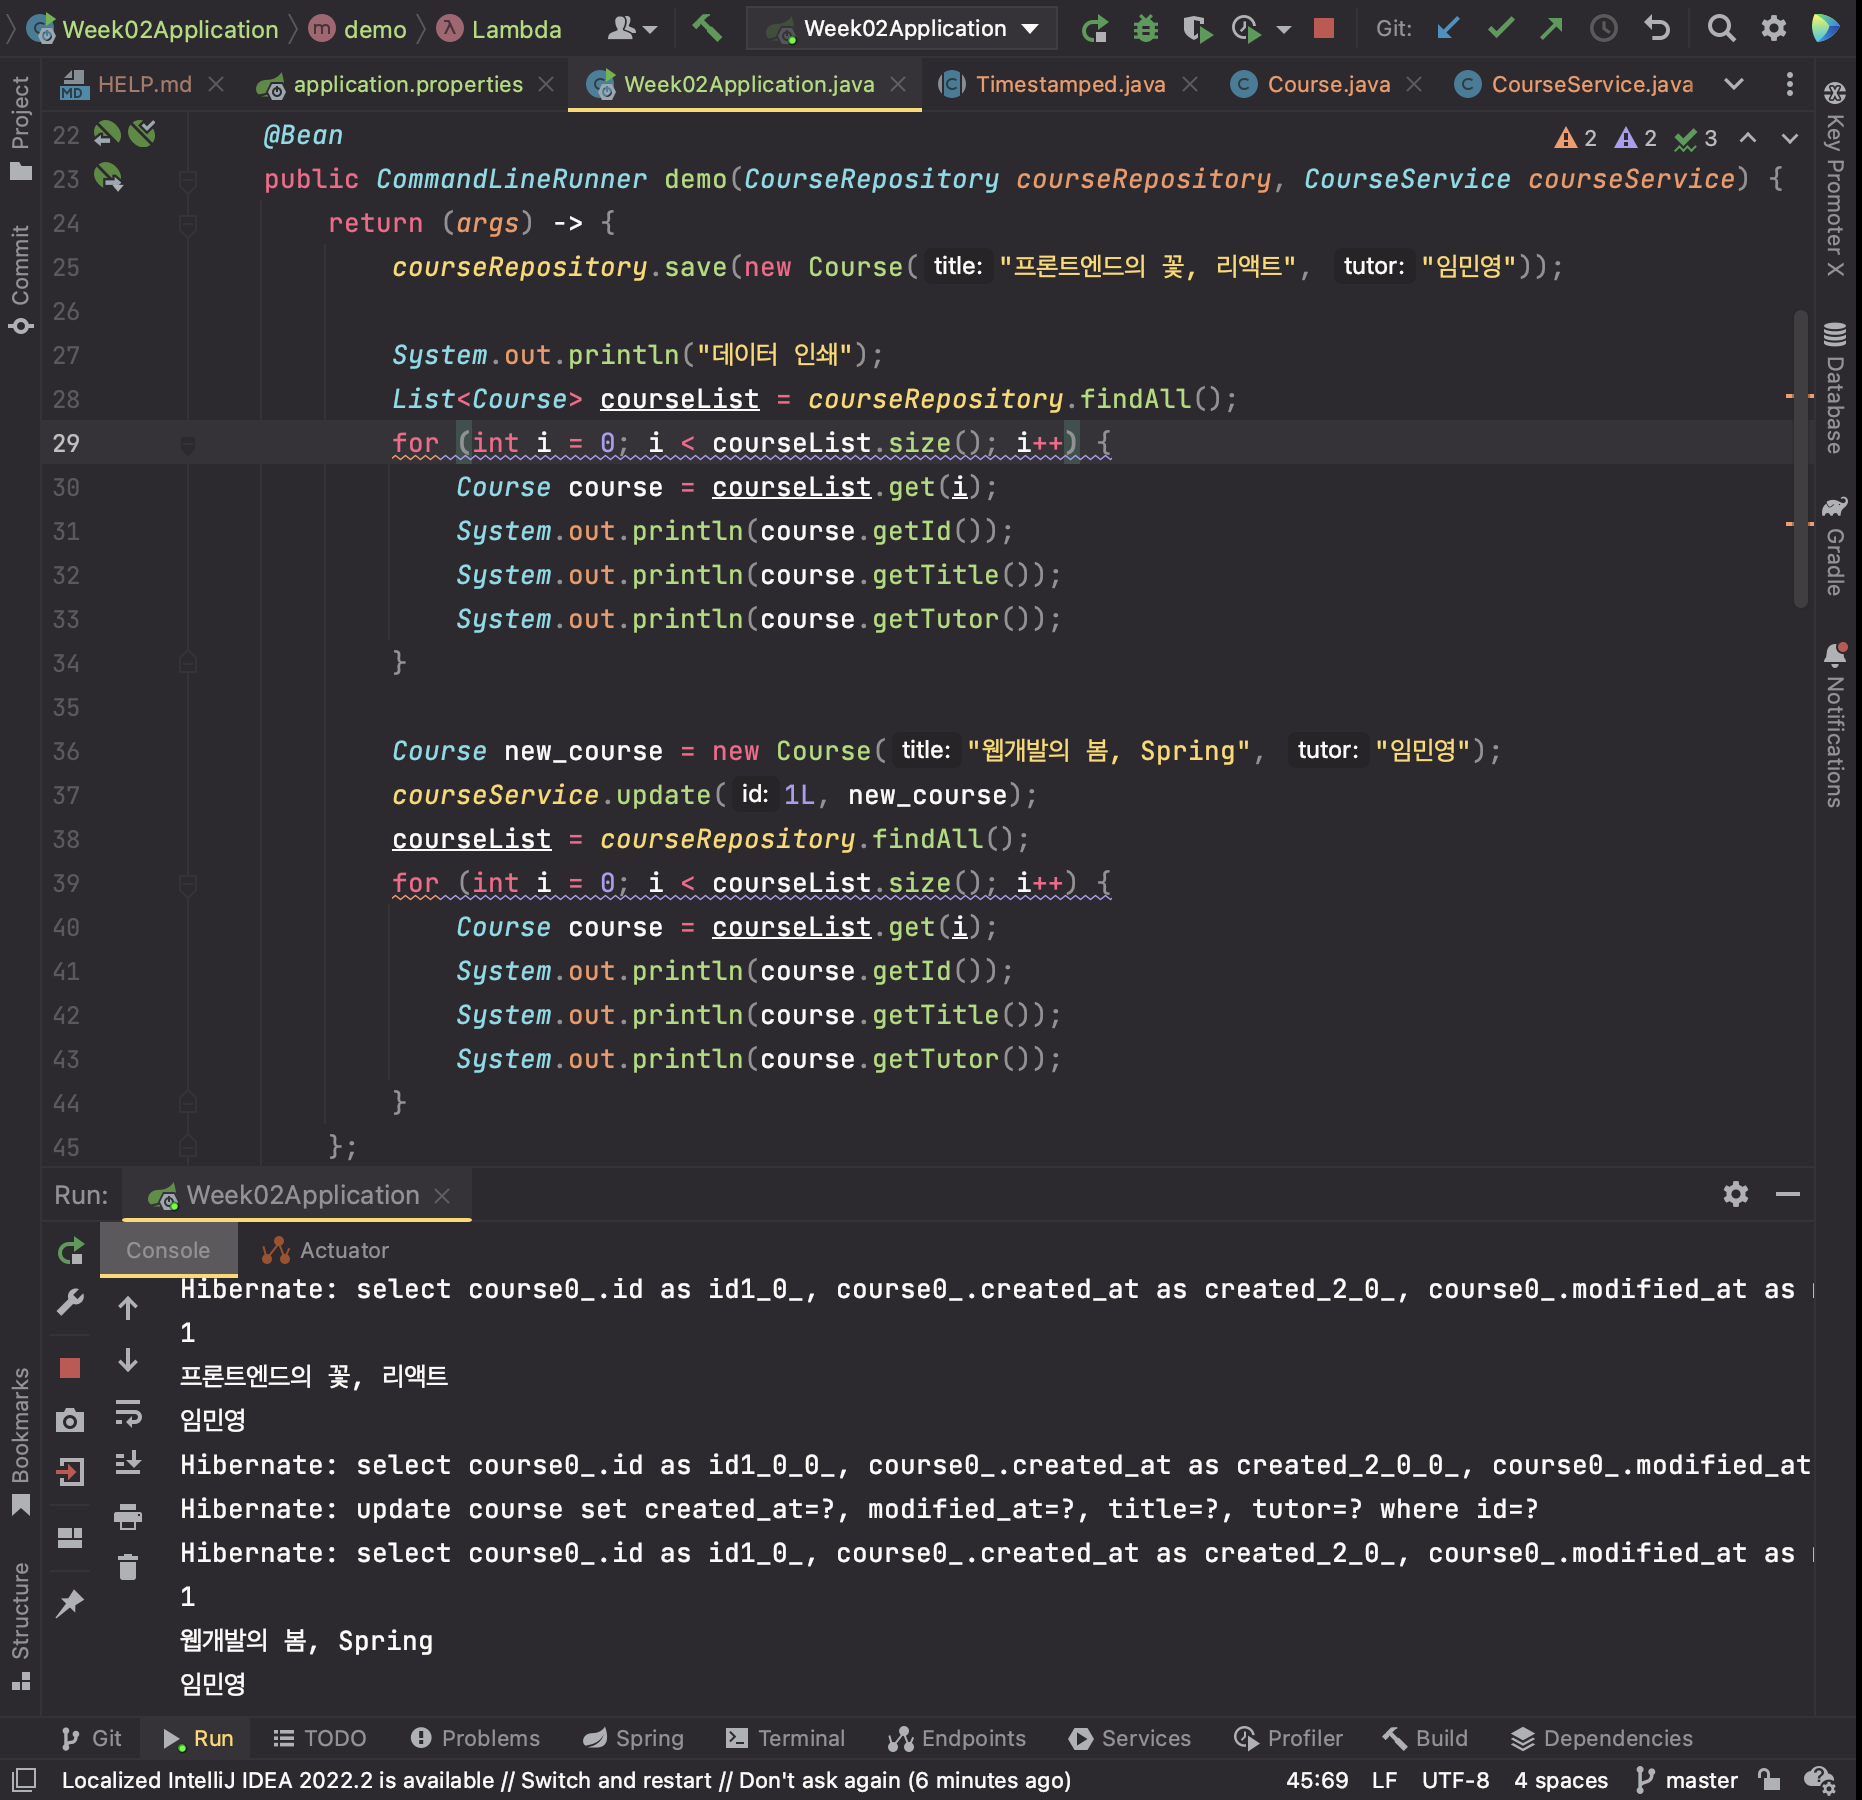 Week02Application demo Lambda Week02Application Git:
HELP.md application.properties Week02Application.java Timestamped.java Course.java CourseService.java
Project
Commit
Bookmarks
Structure
Key Promoter X
Database
Gradle
Notifications
2 2 3
22 @Bean
23 public CommandLineRunner demo(CourseRepository courseRepository, CourseService courseService) {
24 return (args) -> {
25 courseRepository.save(new Course( title: "프론트엔드의 꽃, 리액트", tutor: "임민영"));
26
27 System.out.println("데이터 인쇄");
28 List<Course> courseList = courseRepository.findAll();
29 for (int i = 0; i < courseList.size(); i++) {
30 Course course = courseList.get(i);
31 System.out.println(course.getId());
32 System.out.println(course.getTitle());
33 System.out.println(course.getTutor());
34 }
35
36 Course new_course = new Course( title: "웹개발의 봄, Spring", tutor: "임민영");
37 courseService.update( id: 1L, new_course);
38 courseList = courseRepository.findAll();
39 for (int i = 0; i < courseList.size(); i++) {
40 Course course = courseList.get(i);
41 System.out.println(course.getId());
42 System.out.println(course.getTitle());
43 System.out.println(course.getTutor());
44 }
45 };
Run: Week02Application
Console Actuator
Hibernate: select course0_.id as id1_0_, course0_.created_at as created_2_0_, course0_.modified_at as
1
프론트엔드의 꽃, 리액트
임민영
Hibernate: select course0_.id as id1_0_0_, course0_.created_at as created_2_0_0_, course0_.modified_at
Hibernate: update course set created_at=?, modified_at=?, title=?, tutor=? where id=?
Hibernate: select course0_.id as id1_0_, course0_.created_at as created_2_0_, course0_.modified_at as
1
웹개발의 봄, Spring
임민영
Git Run TODO Problems Spring Terminal Endpoints Services Profiler Build Dependencies
Localized IntelliJ IDEA 2022.2 is available // Switch and restart // Don't ask again (6 minutes ago) 45:69 LF UTF-8 4 spaces master